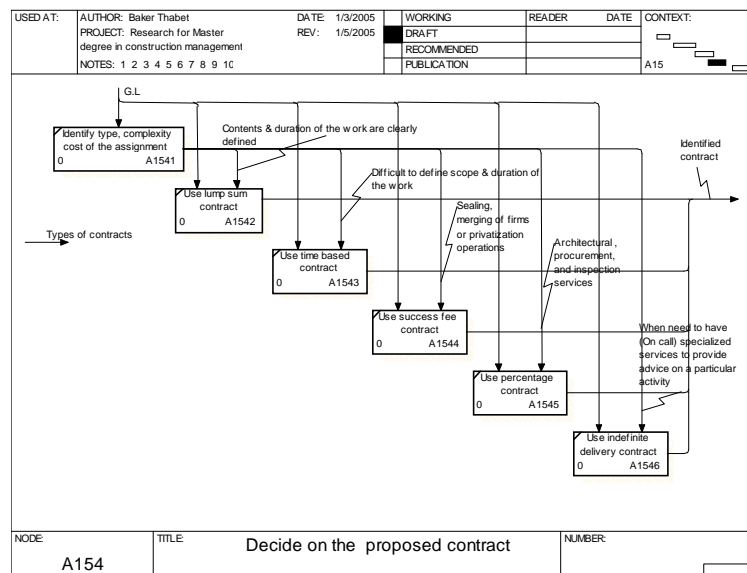 USED AT:
AUTHOR: Baker Thabet
DATE: 1/3/2005
PROJECT: Research for Master
REV: 1/5/2005
degree in construction management
NOTES: 1 2 3 4 5 6 7 8 9 10
WORKING
DRAFT
RECOMMENDED
PUBLICATION
READER
DATE
CONTEXT:
A15
G.L
Identify type, complexity
cost of the assignment
0 A1541
Contents & duration of the work are clearly
defined
Identified
contract
Difficult to define scope & duration of
the work
Use lump sum
contract
0 A1542
Types of contracts
Sealing,
merging of firms
or privatization
operations
Architectural ,
procurement,
and inspection
services
Use time based
contract
0 A1543
Use success fee
contract
0 A1544
When need to have
(On call) specialized
services to provide
advice on a particular
activity
Use percentage
contract
0 A1545
Use indefinite
delivery contract
0 A1546
NODE:
A154
TITLE:
Decide on the proposed contract
NUMBER: